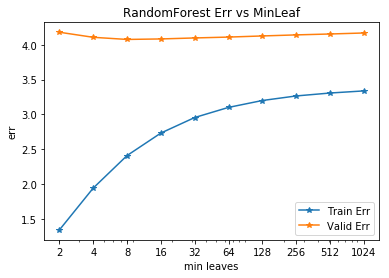 RandomForest Err vs MinLeaf
4.0
3.5
3.0
2.5
2.0
1.5
err
Train Err
Valid Err
2 4 8 16 32 64 128 256 512 1024
min leaves